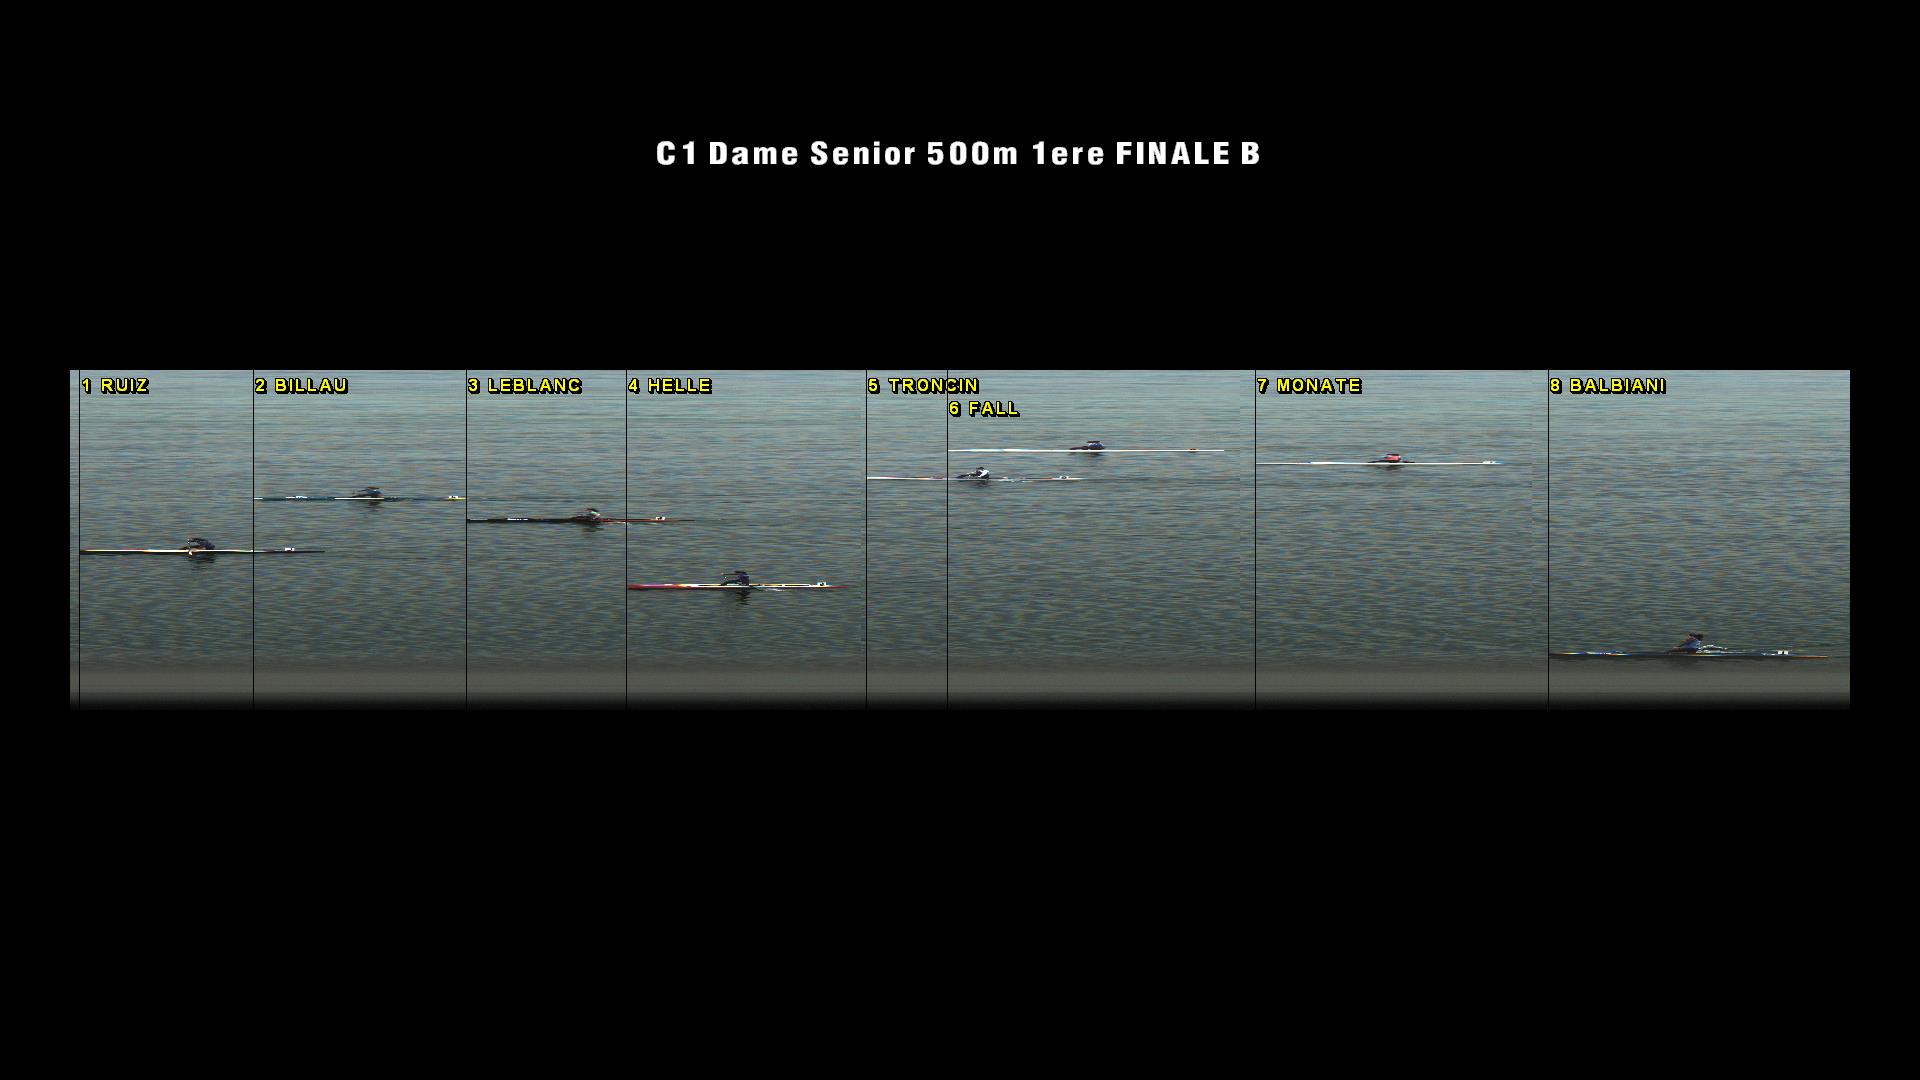 C1 Dame Senior 500m 1ere FINALE B
1 RUIZ
2 BILLAU
3 LEBLANC
4 HELLE
5 TRONCIN
6 FALL
7 MONATE
8 BALBIANI